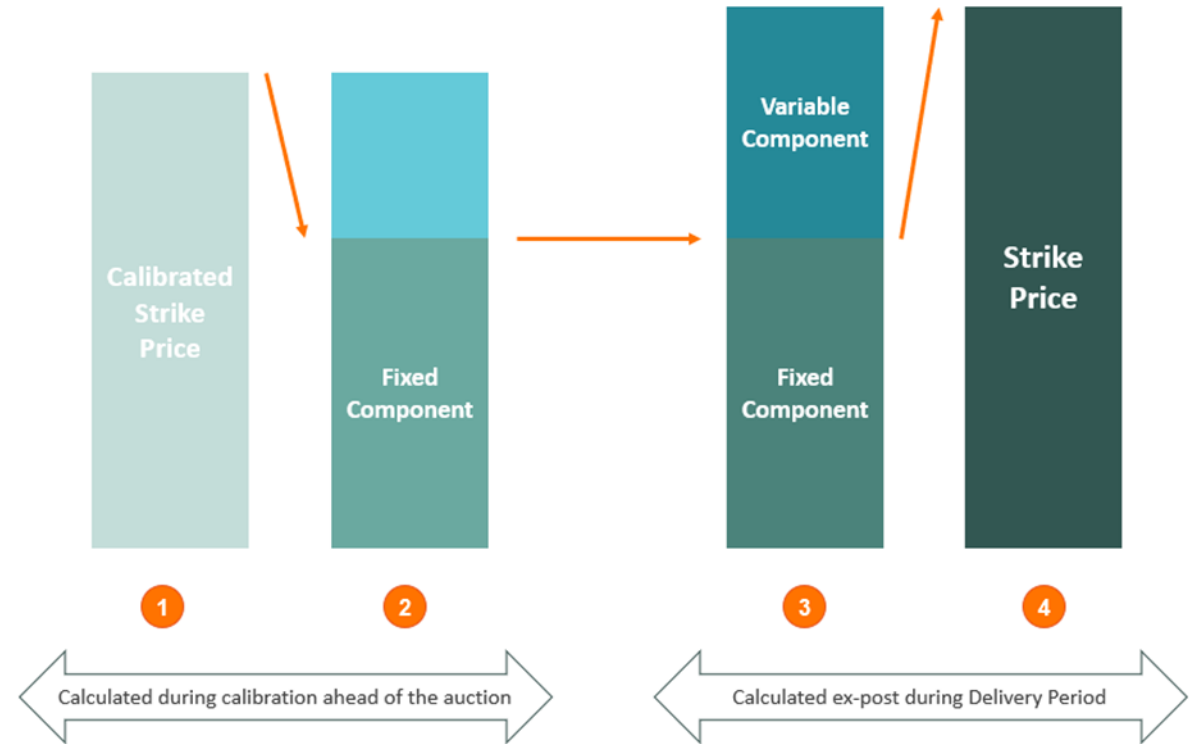 Calibrated
Strike
Price
Fixed
Component
Variable
Component
Fixed
Component
Strike
Price
1
2
3
4
Calculated during calibration ahead of the auction
Calculated ex-post during Delivery Period